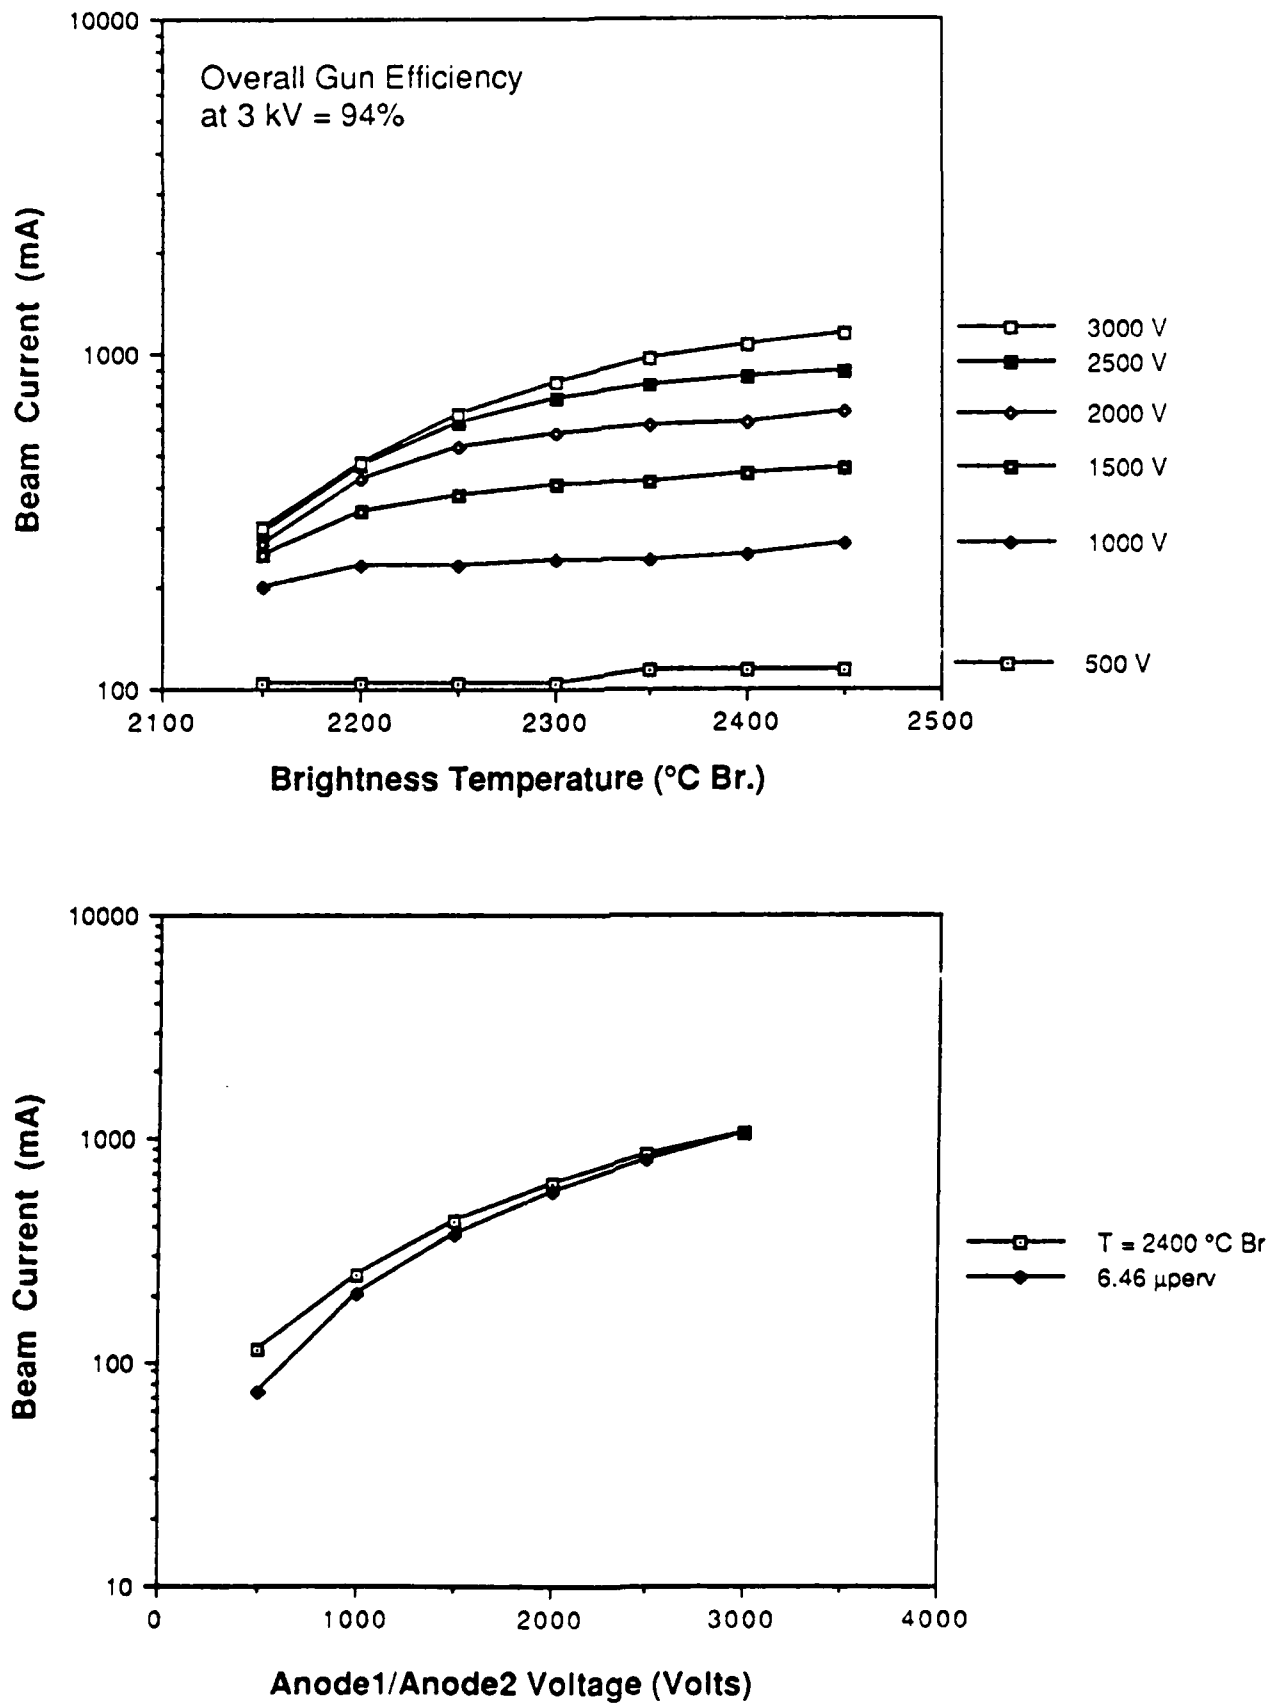 10000
Overall Gun Efficiency
at 3 kV = 94%
Beam Current (mA)
1000
100
3000 V
2500 V
2000 V
1500 V
1000 V
500 V
2100 2200 2300 2400 2500
Brightness Temperature (°C Br.)
10000
Beam Current (mA)
1000
100
10
T = 2400 °C Br
6.46 µperv
0 1000 2000 3000 4000
Anode1/Anode2 Voltage (Volts)